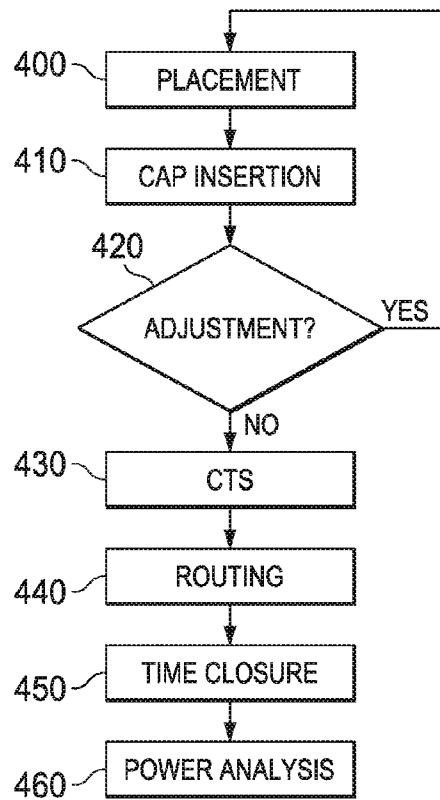 400
PLACEMENT
410
CAP INSERTION
420
ADJUSTMENT?
YES
NO
430
CTS
440
ROUTING
450
TIME CLOSURE
460
POWER ANALYSIS